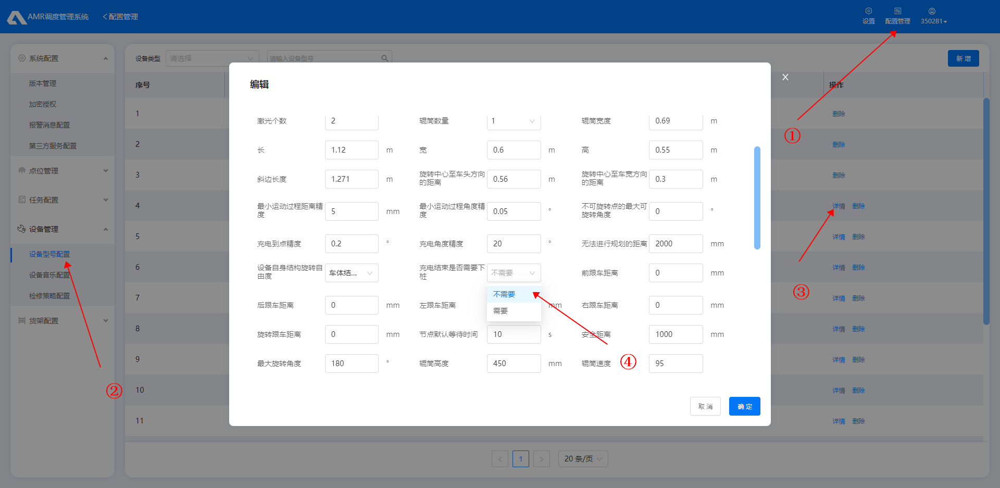 AMR调度管理系统
配置管理
设置
配置管理
350281
系统配置
版本管理
加密授权
报警消息配置
第三方服务配置
点位管理
任务配置
设备管理
设备型号配置
设备音乐配置
检修策略配置
货架配置
设备类型
请选择
请输入设备型号
新 增
序号
操作
1
删除
2
删除
3
删除
4
详情 删除
5
详情 删除
6
详情 删除
7
详情 删除
8
详情 删除
9
详情 删除
10
详情 删除
11
详情 删除
1
20 条/页
编辑
X
激光个数 2
辊筒数量 1
辊筒宽度 0.69 m
长 1.12 m
宽 0.6 m
高 0.55 m
斜边长度 1.271 m
旋转中心至车头方向
的距离 0.56 m
旋转中心至车宽方向
的距离 0.3 m
最小运动过程距离精
度 5 mm
最小运动过程角度精
度 0.05 °
不可旋转点的最大可
旋转角度 0 °
充电到点精度 0.2 °
充电角度精度 20 °
无法进行规划的距离 2000 mm
设备自身结构旋转自
由度 车体结...
充电结束是否需要下
桩 不需要
不需要
需要
前跟车距离 0 mm
后跟车距离 0 mm
左跟车距离 mm
右跟车距离 0 mm
旋转跟车距离 0 mm
节点默认等待时间 10 s
安全距离 1000 mm
最大旋转角度 180 °
辊筒高度 450 mm
辊筒速度 95
取 消
确 定
①
②
③
④